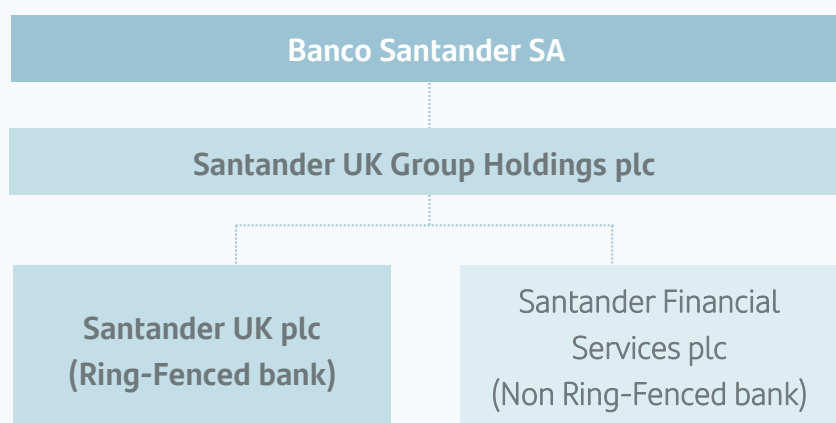 Banco Santander SA
Santander UK Group Holdings plc
Santander UK plc
(Ring-Fenced bank)
Santander Financial
Services plc
(Non Ring-Fenced bank)